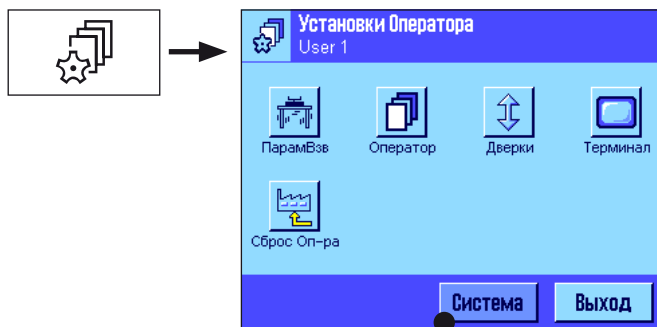 Установки Оператора
User 1
ПарамВзв Оператор Дверки Терминал
Сброс Оп-ра
Система Выход